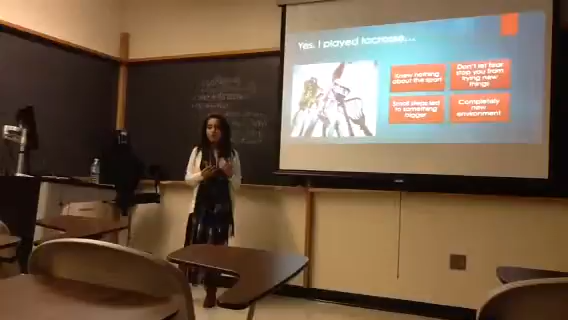 Yes, I played lacrosse...
Knew nothing
about the sport
Don't let fear
stop you from
trying new
things
Small steps led
to something
bigger
Completely
new
environment